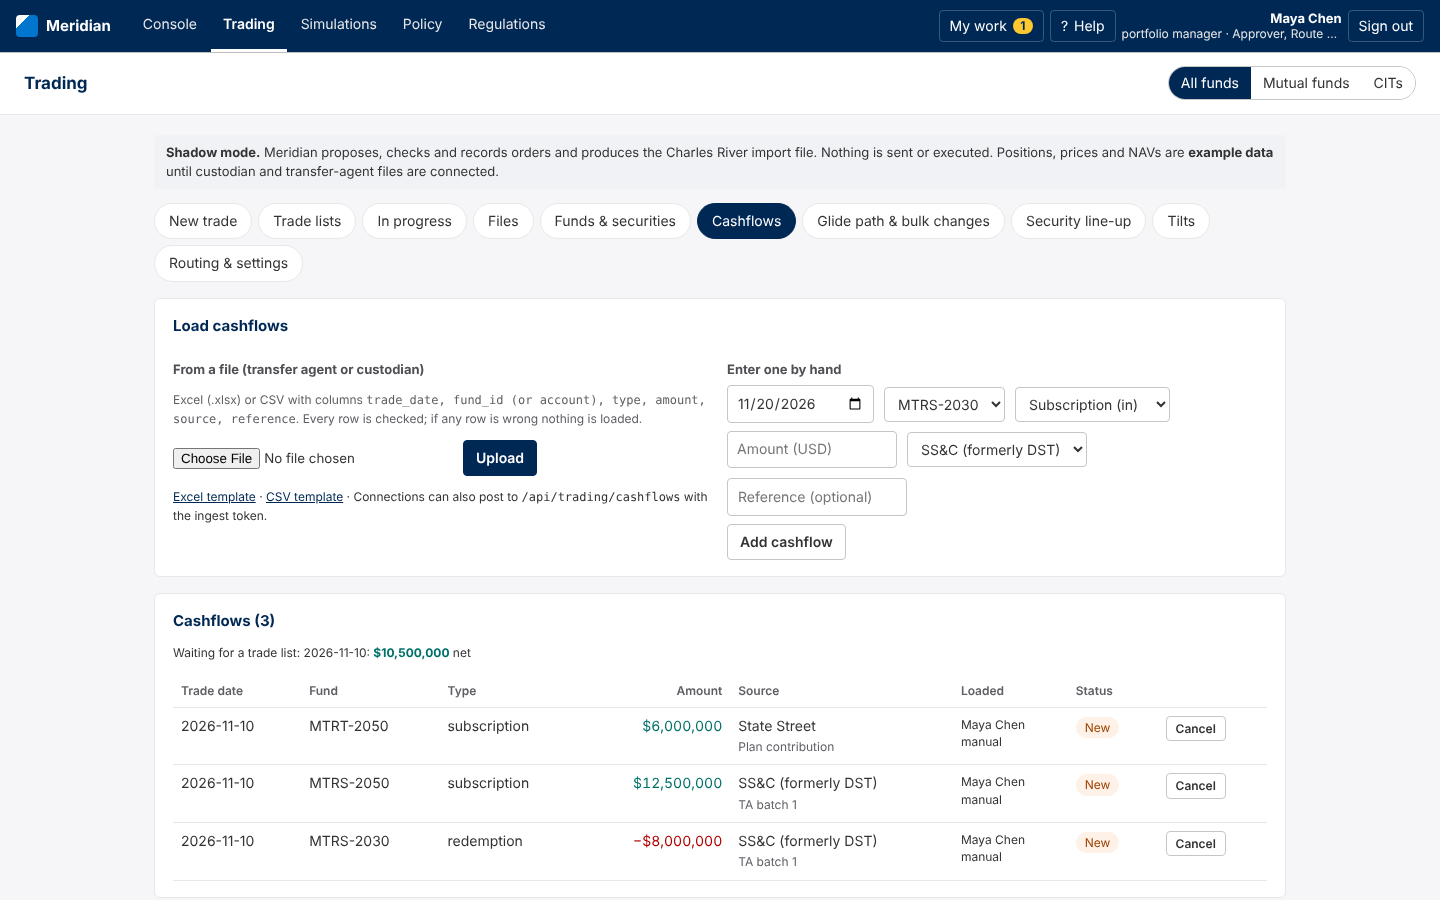 Meridian
Console
Trading
Simulations
Policy
Regulations
My work 1
? Help
Maya Chen
portfolio manager · Approver, Route ...
Sign out
Trading
All funds
Mutual funds
CITs
Shadow mode. Meridian proposes, checks and records orders and produces the Charles River import file. Nothing is sent or executed. Positions, prices and NAVs are example data
until custodian and transfer-agent files are connected.
New trade
Trade lists
In progress
Files
Funds & securities
Cashflows
Glide path & bulk changes
Security line-up
Tilts
Routing & settings
Load cashflows
From a file (transfer agent or custodian)
Excel (.xlsx) or CSV with columns trade_date, fund_id (or account), type, amount,
source, reference. Every row is checked; if any row is wrong nothing is loaded.
Choose File No file chosen
Upload
Excel template · CSV template · Connections can also post to /api/trading/cashflows with
the ingest token.
Enter one by hand
11/20/2026
MTRS-2030
Subscription (in)
Amount (USD)
SS&C (formerly DST)
Reference (optional)
Add cashflow
Cashflows (3)
Waiting for a trade list: 2026-11-10: $10,500,000 net
Trade date Fund Type Amount Source Loaded Status
2026-11-10 MTRT-2050 subscription $6,000,000 State Street Maya Chen New Cancel
Plan contribution manual
2026-11-10 MTRS-2050 subscription $12,500,000 SS&C (formerly DST) Maya Chen New Cancel
TA batch 1 manual
2026-11-10 MTRS-2030 redemption −$8,000,000 SS&C (formerly DST) Maya Chen New Cancel
TA batch 1 manual